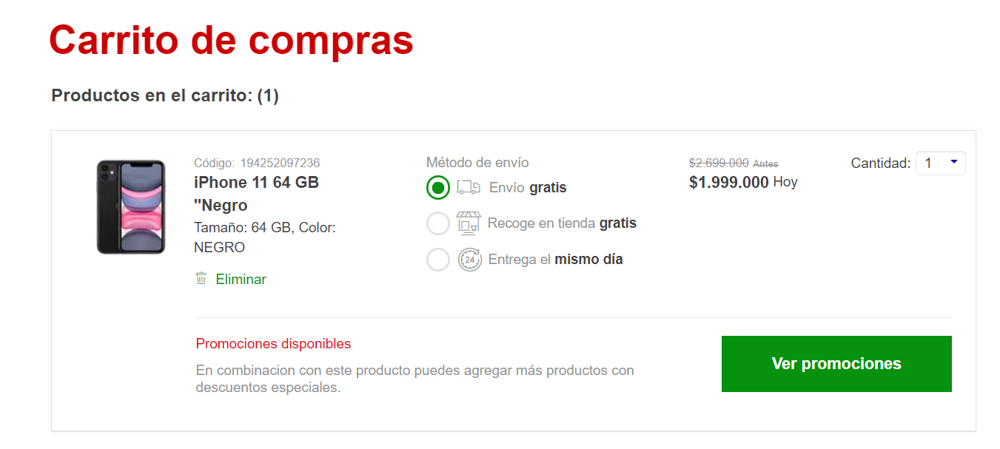 Carrito de compras
Productos en el carrito: (1)
Código: 194252097236
iPhone 11 64 GB
"Negro
Tamaño: 64 GB, Color:
NEGRO
Eliminar
Método de envío
Envío gratis
Recoge en tienda gratis
24 Entrega el mismo día
$2.699.000 Antes
$1.999.000 Hoy
Cantidad: 1
Promociones disponibles
En combinacion con este producto puedes agregar más productos con
descuentos especiales.
Ver promociones